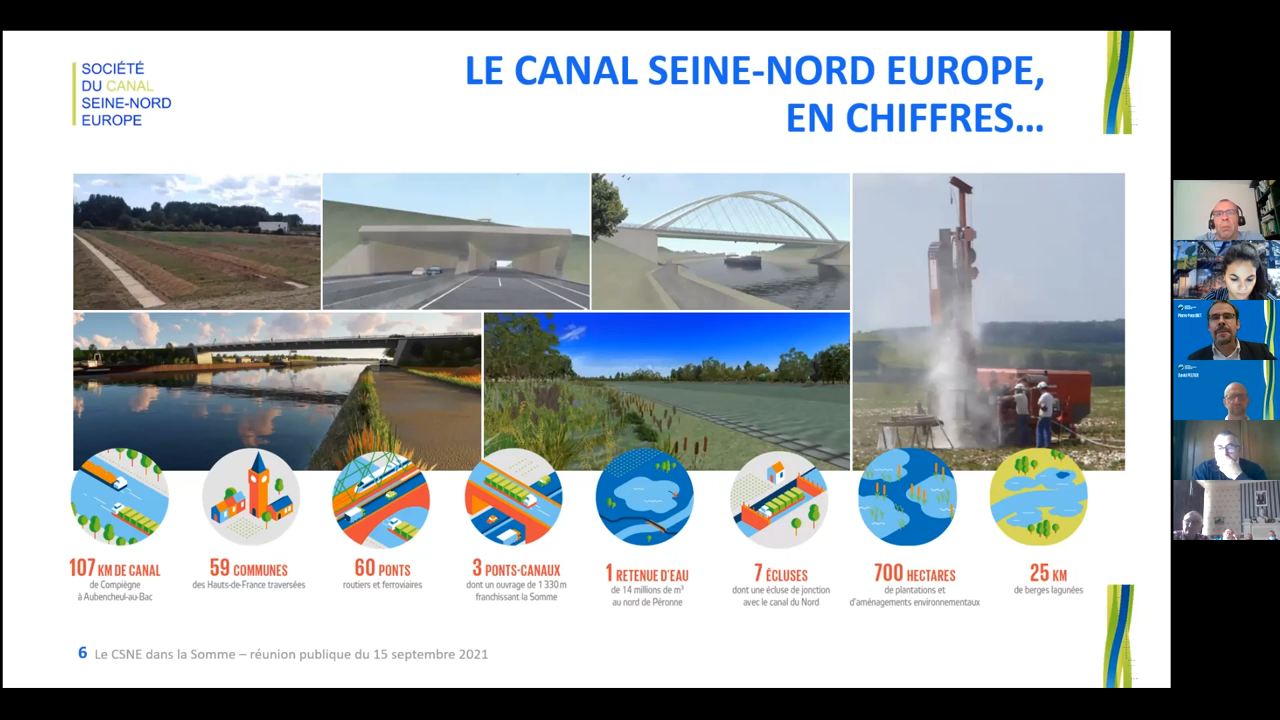 SOCIÉTÉ
DU CANAL
SEINE-NORD
EUROPE
LE CANAL SEINE-NORD EUROPE,
EN CHIFFRES...
107 KM DE CANAL
de Compiègne
à Aubencheul-au-Bac
59 COMMUNES
des Hauts-de-France traversées
60 PONTS
routiers et ferroviaires
3 PONTS-CANAUX
dont un ouvrage de 1 330 m
franchissant la Somme
1 RETENUE D'EAU
de 14 millions de m³
au nord de Péronne
7 ÉCLUSES
dont une écluse de jonction
avec le canal du Nord
700 HECTARES
de plantations et
d'aménagements environnementaux
25 KM
de berges lagunées
6 Le CSNE dans la Somme – réunion publique du 15 septembre 2021